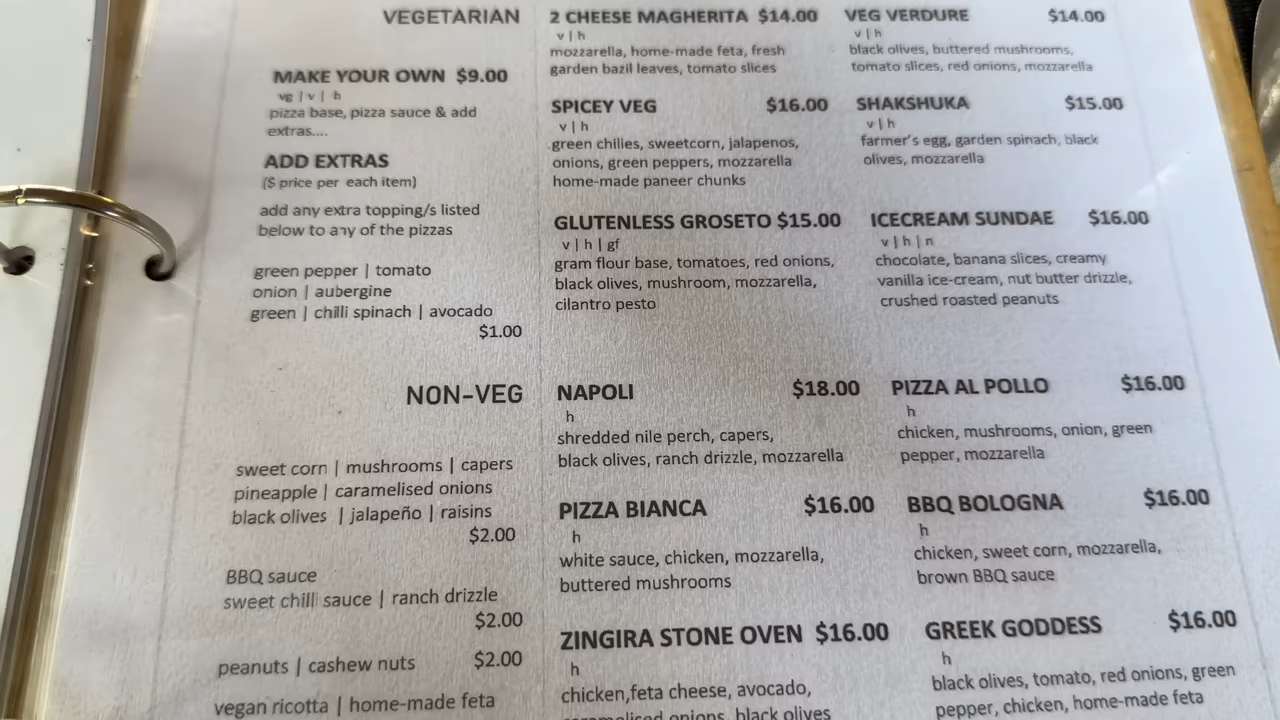 VEGETARIAN
MAKE YOUR OWN $9.00
vg | v | h
pizza base, pizza sauce & add
extras....
ADD EXTRAS
($ price per each item)
add any extra topping/s listed
below to any of the pizzas
green pepper | tomato
onion | aubergine
green | chilli spinach | avocado
$1.00
2 CHEESE MAGHERITA $14.00
v | h
mozzarella, home-made feta, fresh
garden bazil leaves, tomato slices
SPICEY VEG $16.00
v | h
green chilles, sweetcorn, jalapenos,
onions, green peppers, mozzarella
home-made paneer chunks
GLUTENLESS GROSETO $15.00
v | h | gf
gram flour base, tomatoes, red onions,
black olives, mushroom, mozzarella,
cilantro pesto
VEG VERDURE $14.00
v | h
black olives, buttered mushrooms,
tomato slices, red onions, mozzarella
SHAKSHUKA $15.00
v | h
farmer's egg, garden spinach, black
olives, mozzarella
ICECREAM SUNDAE $16.00
v | h | n
chocolate, banana slices, creamy
vanilla ice-cream, nut butter drizzle,
crushed roasted peanuts
NON-VEG
sweet corn | mushrooms | capers
pineapple | caramelised onions
black olives | jalapeño | raisins
$2.00
BBQ sauce
sweet chilli sauce | ranch drizzle
$2.00
peanuts | cashew nuts $2.00
vegan ricotta | home-made feta
NAPOLI $18.00
h
shredded nile perch, capers,
black olives, ranch drizzle, mozzarella
PIZZA BIANCA $16.00
h
white sauce, chicken, mozzarella,
buttered mushrooms
ZINGIRA STONE OVEN $16.00
h
chicken,feta cheese, avocado,
caramelised onions, black olives
PIZZA AL POLLO $16.00
h
chicken, mushrooms, onion, green
pepper, mozzarella
BBQ BOLOGNA $16.00
h
chicken, sweet corn, mozzarella,
brown BBQ sauce
GREEK GODDESS $16.00
h
black olives, tomato, red onions, green
pepper, chicken, home-made feta